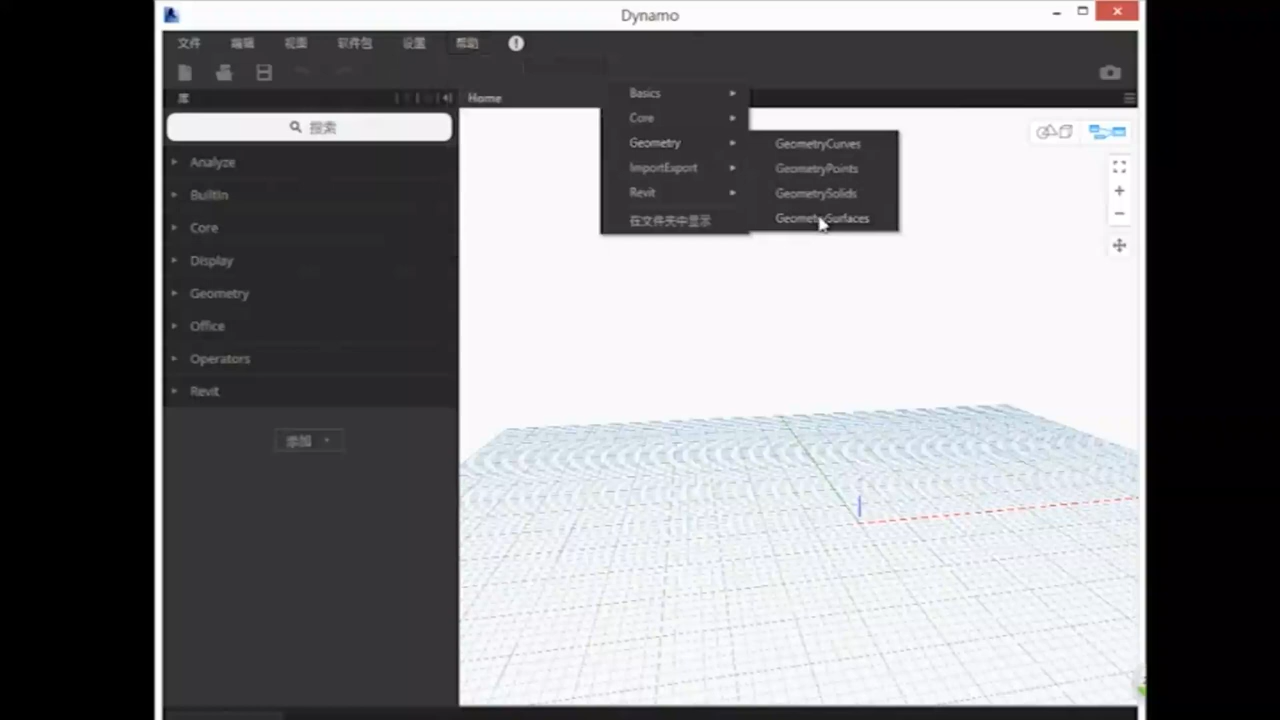 Dynamo
文件 编辑 视图 软件包 设置 帮助
库
Home
搜索
Analyze
BuiltIn
Core
Display
Geometry
Office
Operators
Revit
添加
Basics
Core
Geometry
ImportExport
Revit
在文件夹中显示
GeometryCurves
GeometryPoints
GeometrySolids
GeometrySurfaces